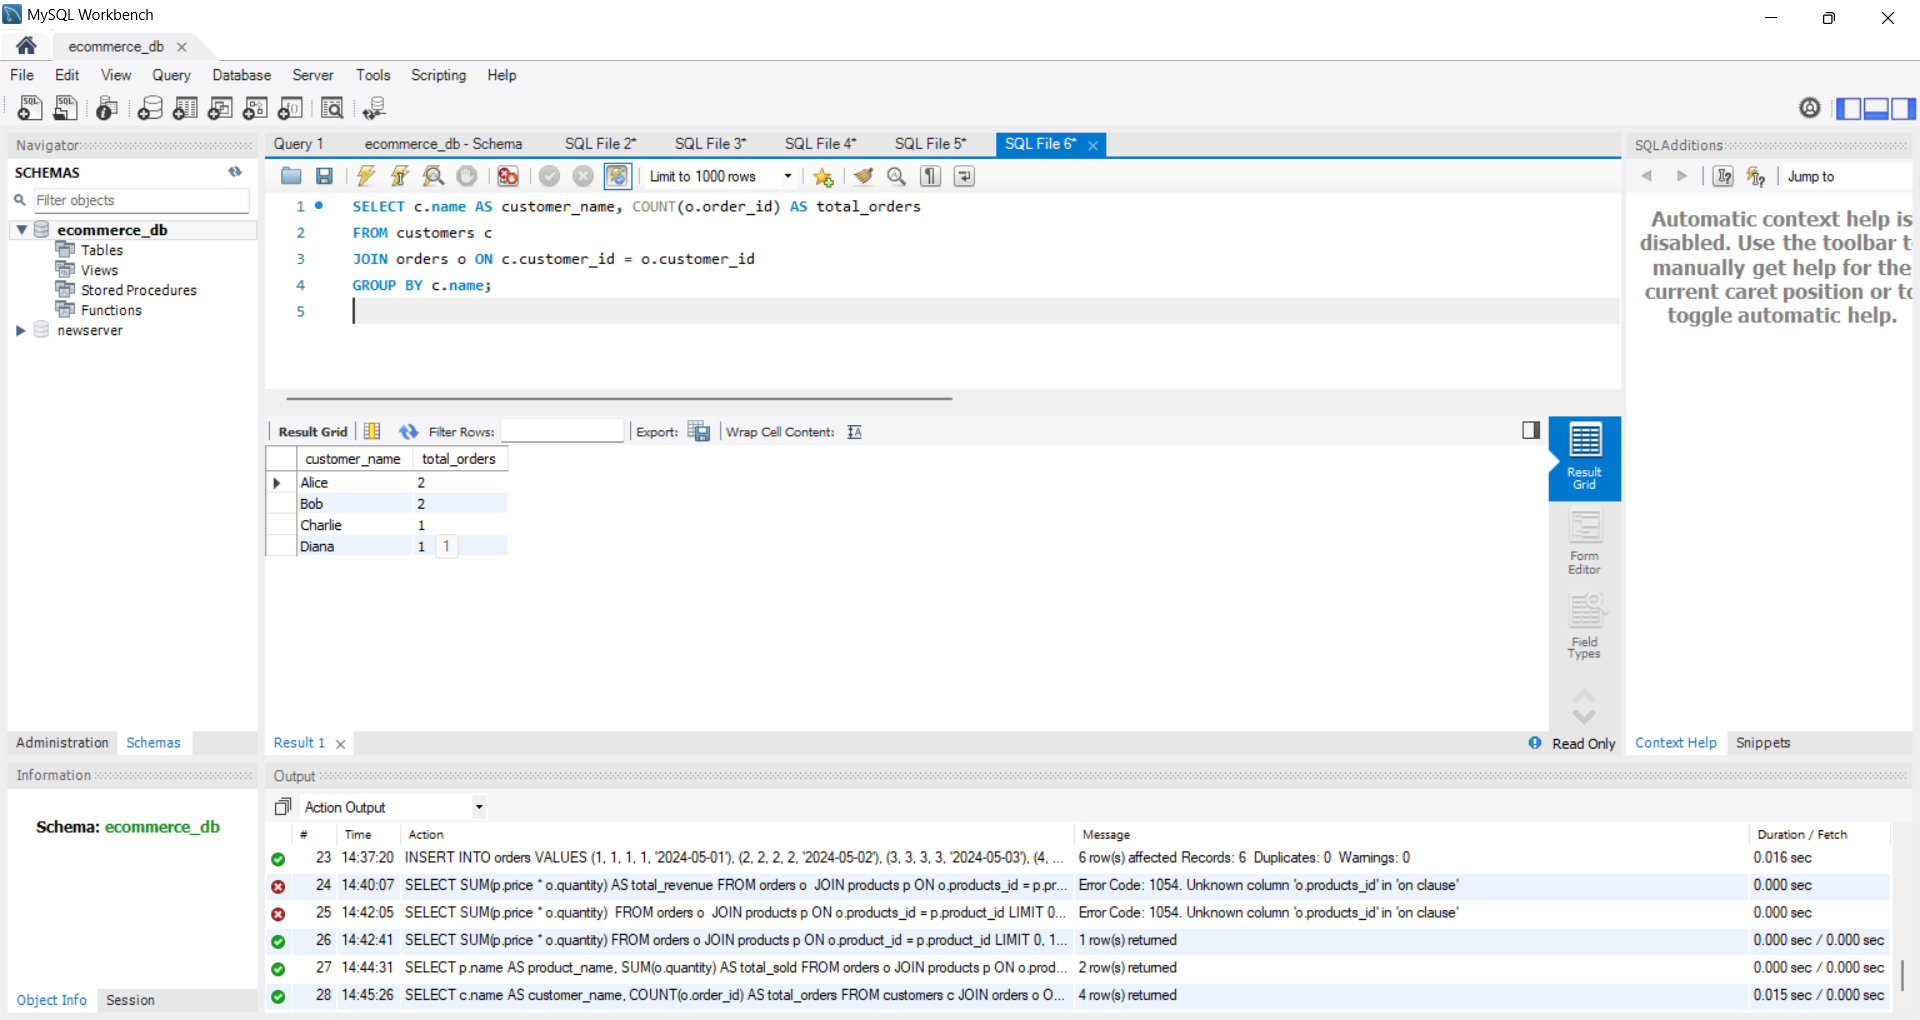 MySQL Workbench
ecommerce_db
File Edit View Query Database Server Tools Scripting Help
Navigator
SCHEMAS
Filter objects
ecommerce_db
Tables
Views
Stored Procedures
Functions
newserver
Administration Schemas
Information
Schema: ecommerce_db
Object Info Session
Query 1 ecommerce_db - Schema SQL File 2* SQL File 3* SQL File 4* SQL File 5* SQL File 6*
Limit to 1000 rows
1 SELECT c.name AS customer_name, COUNT(o.order_id) AS total_orders
2 FROM customers c
3 JOIN orders o ON c.customer_id = o.customer_id
4 GROUP BY c.name;
5
Result Grid Filter Rows: Export: Wrap Cell Content:
customer_name total_orders
Alice 2
Bob 2
Charlie 1
Diana 1 1
Result Grid
Form Editor
Field Types
Result 1 Read Only
SQLAdditions
Jump to
Automatic context help is
disabled. Use the toolbar t
manually get help for the
current caret position or to
toggle automatic help.
Context Help Snippets
Output
Action Output
# Time Action Message Duration / Fetch
23 14:37:20 INSERT INTO orders VALUES (1, 1, 1, 1, '2024-05-01'), (2, 2, 2, 2, '2024-05-02'), (3, 3, 3, 3, '2024-05-03'), (4, ... 6 row(s) affected Records: 6 Duplicates: 0 Warnings: 0 0.016 sec
24 14:40:07 SELECT SUM(p.price * o.quantity) AS total_revenue FROM orders o JOIN products p ON o.products_id = p.pr... Error Code: 1054. Unknown column 'o.products_id' in 'on clause' 0.000 sec
25 14:42:05 SELECT SUM(p.price * o.quantity) FROM orders o JOIN products p ON o.products_id = p.product_id LIMIT 0... Error Code: 1054. Unknown column 'o.products_id' in 'on clause' 0.000 sec
26 14:42:41 SELECT SUM(p.price * o.quantity) FROM orders o JOIN products p ON o.product_id = p.product_id LIMIT 0, 1... 1 row(s) returned 0.000 sec / 0.000 sec
27 14:44:31 SELECT p.name AS product_name, SUM(o.quantity) AS total_sold FROM orders o JOIN products p ON o.prod... 2 row(s) returned 0.000 sec / 0.000 sec
28 14:45:26 SELECT c.name AS customer_name, COUNT(o.order_id) AS total_orders FROM customers c JOIN orders o O... 4 row(s) returned 0.015 sec / 0.000 sec